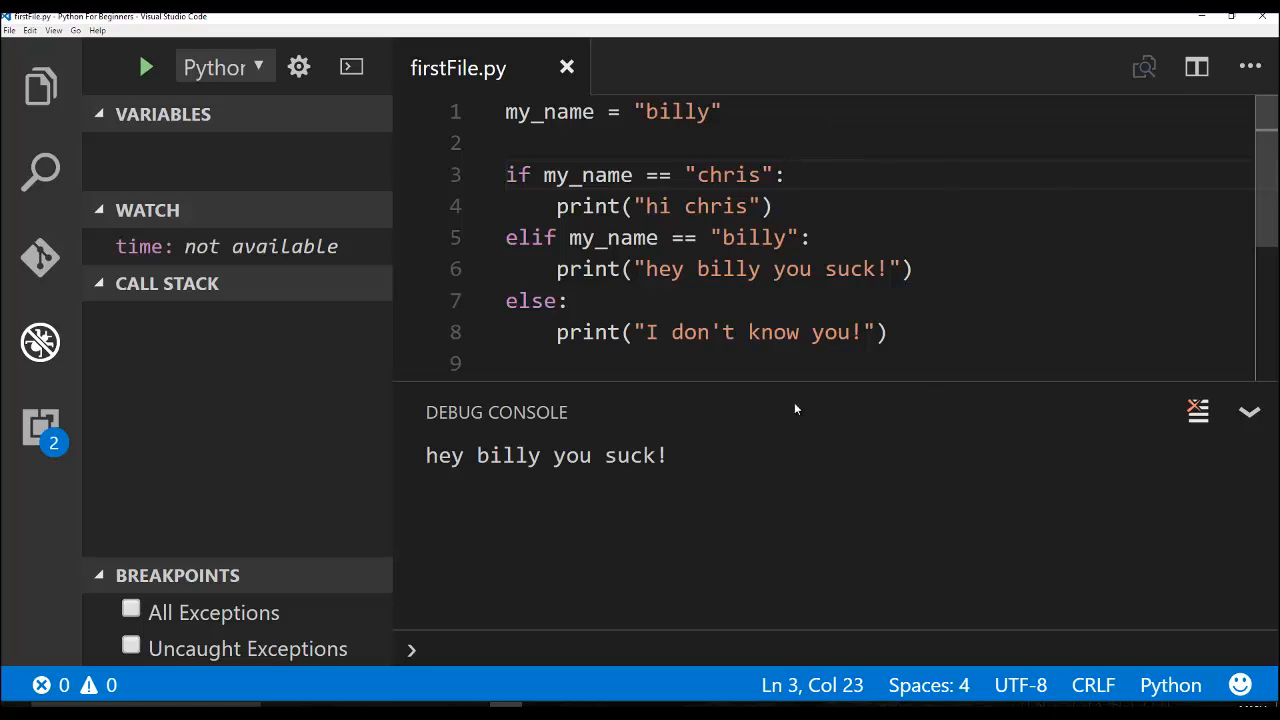 firstFile.py - Python For Beginners - Visual Studio Code
File Edit View Go Help
Python
firstFile.py
VARIABLES
WATCH
time: not available
CALL STACK
BREAKPOINTS
All Exceptions
Uncaught Exceptions
1 my_name = "billy"
2
3 if my_name == "chris":
4 print("hi chris")
5 elif my_name == "billy":
6 print("hey billy you suck!")
7 else:
8 print("I don't know you!")
9
DEBUG CONSOLE
hey billy you suck!
2
0 0
Ln 3, Col 23 Spaces: 4 UTF-8 CRLF Python